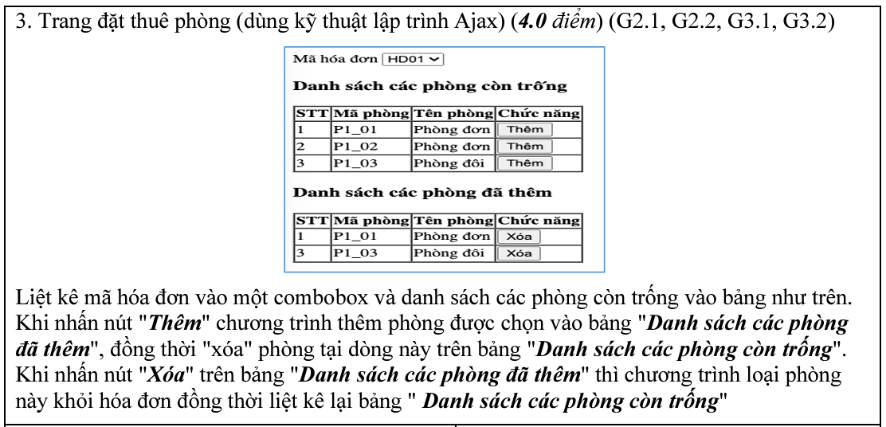 3. Trang đặt thuê phòng (dùng kỹ thuật lập trình Ajax) (4.0 điểm) (G2.1, G2.2, G3.1, G3.2)
Mã hóa đơn HD01
Danh sách các phòng còn trống
STT Mã phòng Tên phòng Chức năng
1 P1_01 Phòng đơn Thêm
2 P1_02 Phòng đơn Thêm
3 P1_03 Phòng đôi Thêm
Danh sách các phòng đã thêm
STT Mã phòng Tên phòng Chức năng
1 P1_01 Phòng đơn Xóa
3 P1_03 Phòng đôi Xóa
Liệt kê mã hóa đơn vào một combobox và danh sách các phòng còn trống vào bảng như trên.
Khi nhấn nút "Thêm" chương trình thêm phòng được chọn vào bảng "Danh sách các phòng
đã thêm", đồng thời "xóa" phòng tại dòng này trên bảng "Danh sách các phòng còn trống".
Khi nhấn nút "Xóa" trên bảng "Danh sách các phòng đã thêm" thì chương trình loại phòng
này khỏi hóa đơn đồng thời liệt kê lại bảng " Danh sách các phòng còn trống"